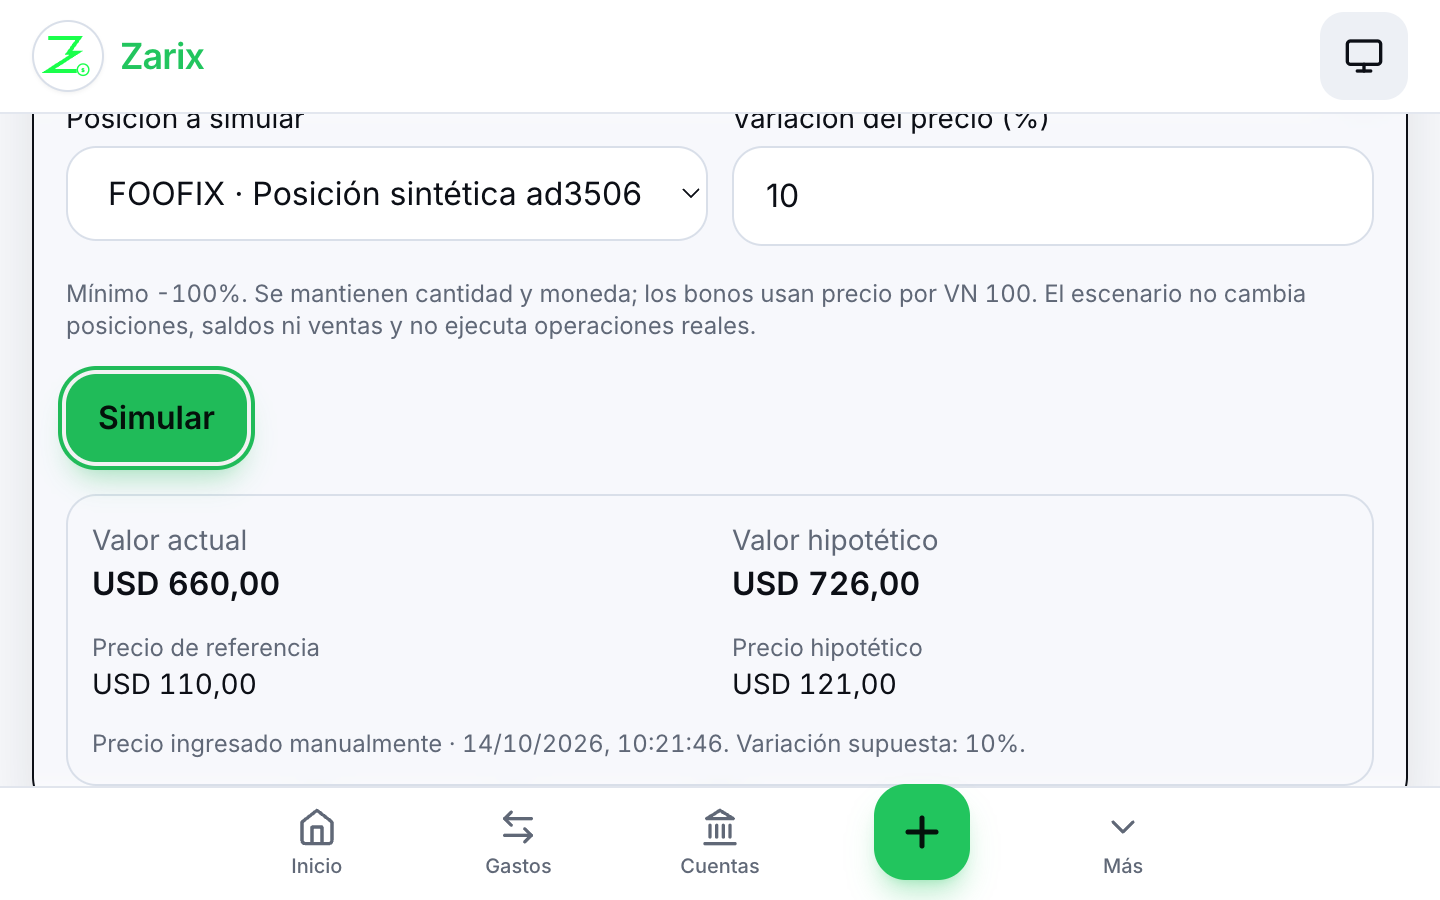 Zarix
Posición a simular
Variación del precio (%)
FOOFIX · Posición sintética ad3506
10
Mínimo -100%. Se mantienen cantidad y moneda; los bonos usan precio por VN 100. El escenario no cambia
posiciones, saldos ni ventas y no ejecuta operaciones reales.
Simular
Valor actual
USD 660,00
Valor hipotético
USD 726,00
Precio de referencia
USD 110,00
Precio hipotético
USD 121,00
Precio ingresado manualmente · 14/10/2026, 10:21:46. Variación supuesta: 10%.
Inicio
Gastos
Cuentas
Más